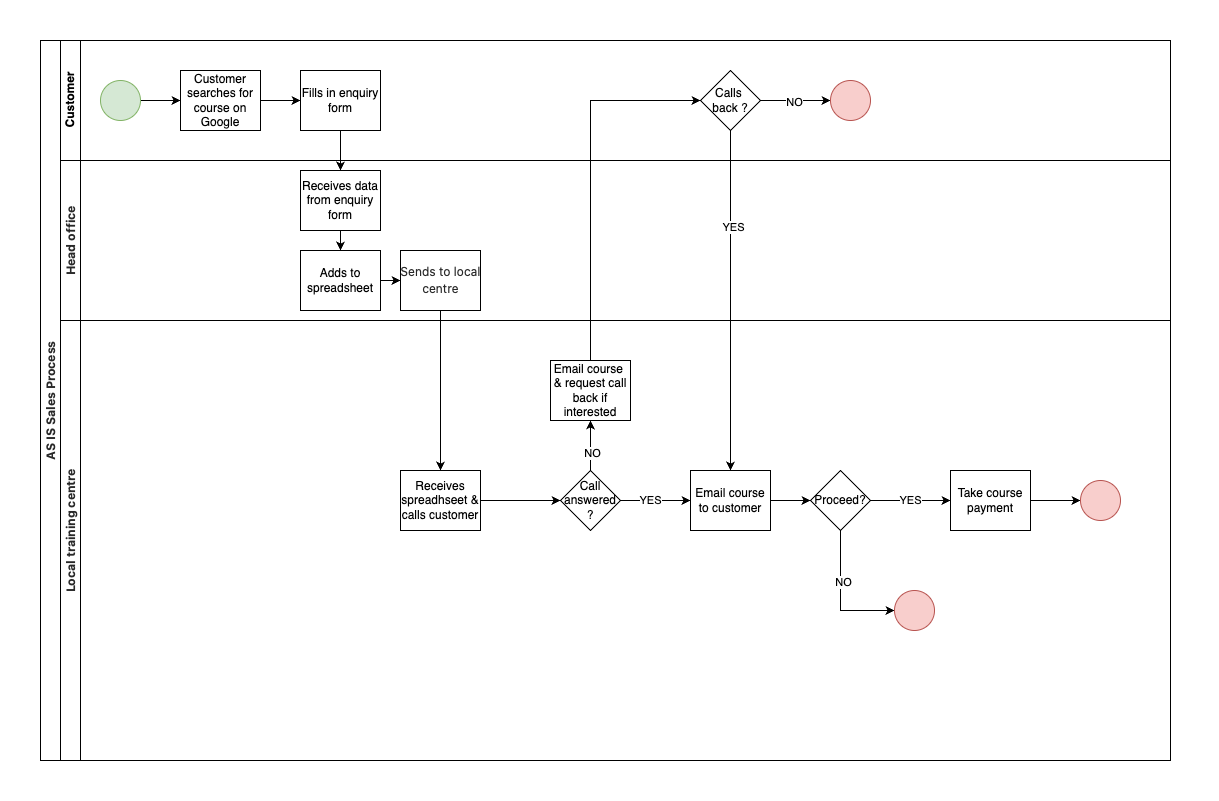 AS IS Sales Process
Customer
Customer
searches for
course on
Google
Fills in enquiry
form
Calls
back ?
NO
Head office
Receives data
from enquiry
form
Adds to
spreadsheet
Sends to local
centre
YES
Local training centre
Email course
& request call
back if
interested
NO
Receives
spreadhseet &
calls customer
Call
answered
?
YES
Email course
to customer
Proceed?
YES
Take course
payment
NO